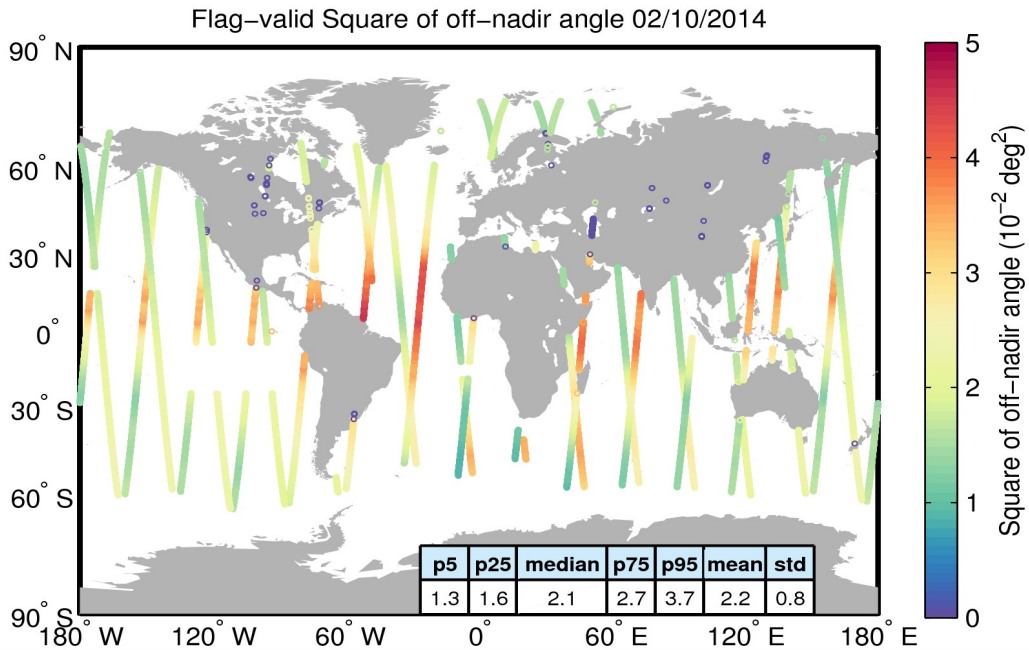 Flag−valid Square of off−nadir angle 02/10/2014
90° N
60° N
30° N
0°
30° S
60° S
90° S
180° W
120° W
60° W
0°
60° E
120° E
180° E
p5 p25 median p75 p95 mean std
1.3 1.6 2.1 2.7 3.7 2.2 0.8
5
4
3
2
1
0
Square of off−nadir angle (10⁻² deg²)